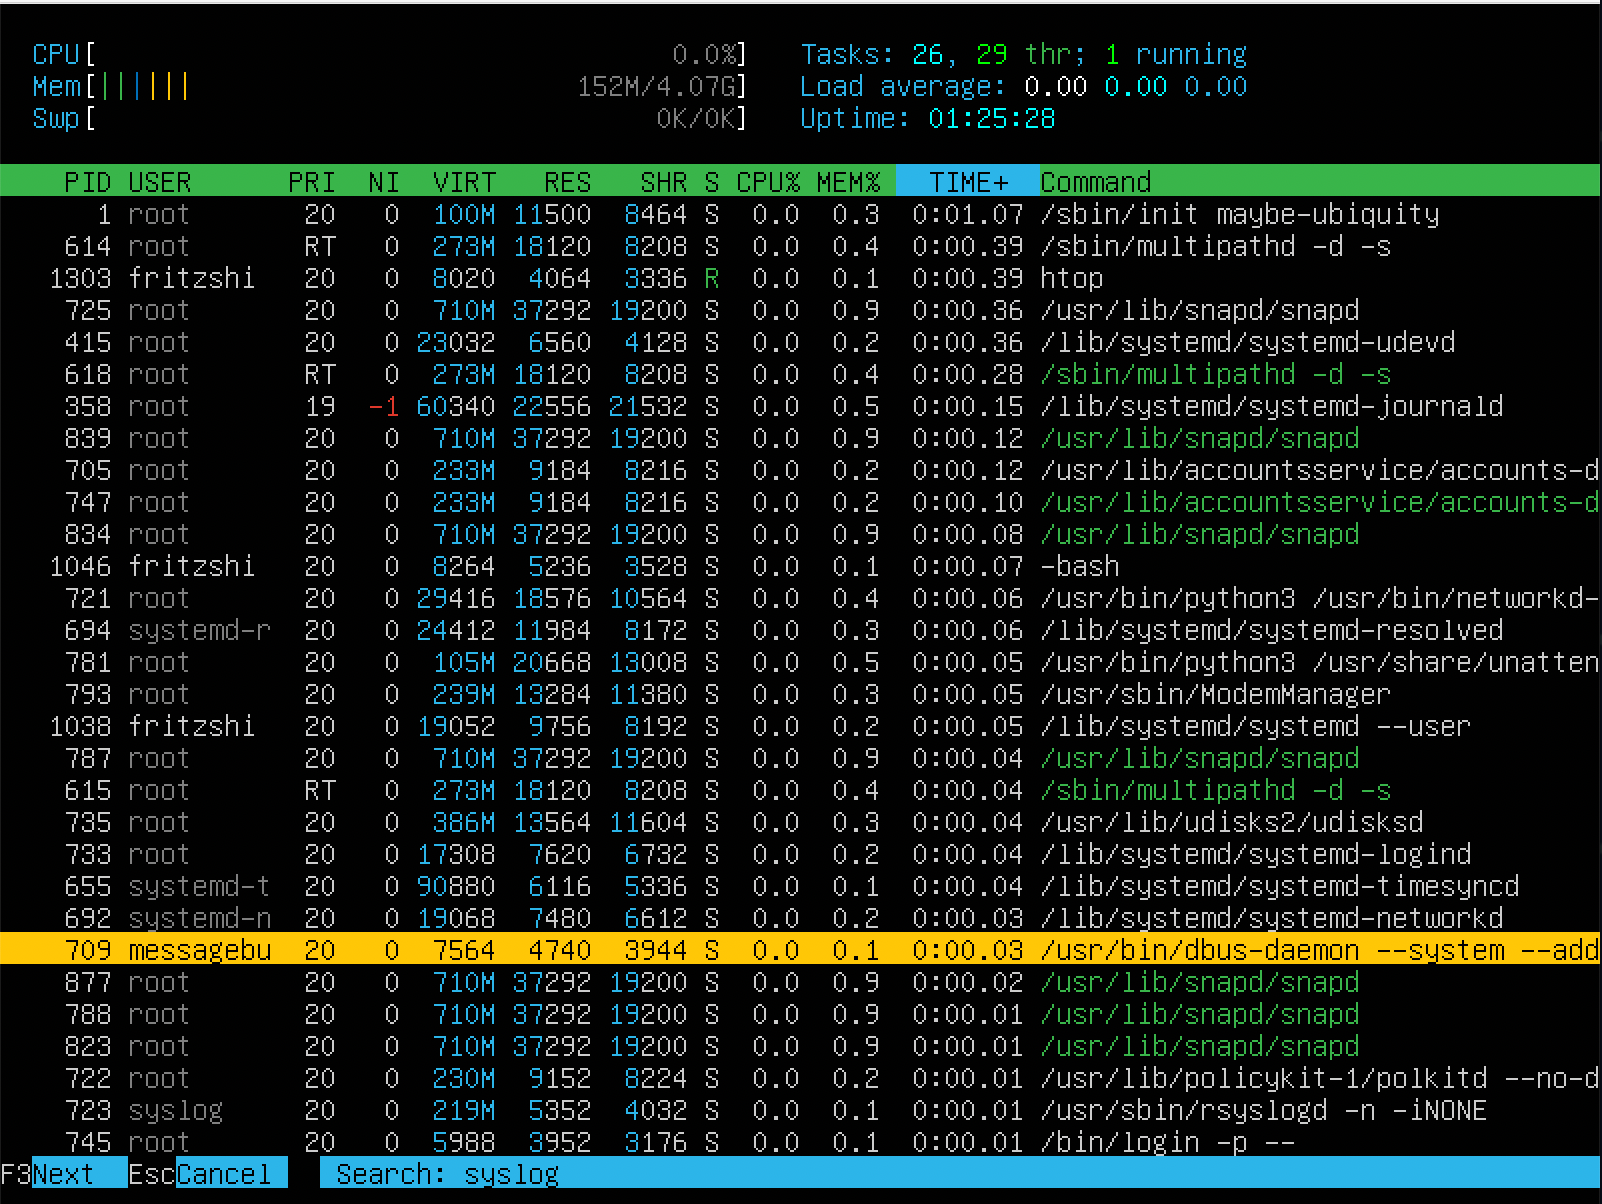 CPU[ 0.0%] Tasks: 26, 29 thr; 1 running
Mem[|||||| 152M/4.07G] Load average: 0.00 0.00 0.00
Swp[ 0K/0K] Uptime: 01:25:28
PID USER PRI NI VIRT RES SHR S CPU% MEM% TIME+ Command
1 root 20 0 100M 11500 8464 S 0.0 0.3 0:01.07 /sbin/init maybe-ubiquity
614 root RT 0 273M 18120 8208 S 0.0 0.4 0:00.39 /sbin/multipathd -d -s
1303 fritzshi 20 0 8020 4064 3336 R 0.0 0.1 0:00.39 htop
725 root 20 0 710M 37292 19200 S 0.0 0.9 0:00.36 /usr/lib/snapd/snapd
415 root 20 0 23032 6560 4128 S 0.0 0.2 0:00.36 /lib/systemd/systemd-udevd
618 root RT 0 273M 18120 8208 S 0.0 0.4 0:00.28 /sbin/multipathd -d -s
358 root 19 -1 60340 22556 21532 S 0.0 0.5 0:00.15 /lib/systemd/systemd-journald
839 root 20 0 710M 37292 19200 S 0.0 0.9 0:00.12 /usr/lib/snapd/snapd
705 root 20 0 233M 9184 8216 S 0.0 0.2 0:00.12 /usr/lib/accountsservice/accounts-d
747 root 20 0 233M 9184 8216 S 0.0 0.2 0:00.10 /usr/lib/accountsservice/accounts-d
834 root 20 0 710M 37292 19200 S 0.0 0.9 0:00.08 /usr/lib/snapd/snapd
1046 fritzshi 20 0 8264 5236 3528 S 0.0 0.1 0:00.07 -bash
721 root 20 0 29416 18576 10564 S 0.0 0.4 0:00.06 /usr/bin/python3 /usr/bin/networkd-
694 systemd-r 20 0 24412 11984 8172 S 0.0 0.3 0:00.06 /lib/systemd/systemd-resolved
781 root 20 0 105M 20668 13008 S 0.0 0.5 0:00.05 /usr/bin/python3 /usr/share/unatten
793 root 20 0 239M 13284 11380 S 0.0 0.3 0:00.05 /usr/sbin/ModemManager
1038 fritzshi 20 0 19052 9756 8192 S 0.0 0.2 0:00.05 /lib/systemd/systemd --user
787 root 20 0 710M 37292 19200 S 0.0 0.9 0:00.04 /usr/lib/snapd/snapd
615 root RT 0 273M 18120 8208 S 0.0 0.4 0:00.04 /sbin/multipathd -d -s
735 root 20 0 386M 13564 11604 S 0.0 0.3 0:00.04 /usr/lib/udisks2/udisksd
733 root 20 0 17308 7620 6732 S 0.0 0.2 0:00.04 /lib/systemd/systemd-logind
655 systemd-t 20 0 90880 6116 5336 S 0.0 0.1 0:00.04 /lib/systemd/systemd-timesyncd
692 systemd-n 20 0 19068 7480 6612 S 0.0 0.2 0:00.03 /lib/systemd/systemd-networkd
709 messagebu 20 0 7564 4740 3944 S 0.0 0.1 0:00.03 /usr/bin/dbus-daemon --system --add
877 root 20 0 710M 37292 19200 S 0.0 0.9 0:00.02 /usr/lib/snapd/snapd
788 root 20 0 710M 37292 19200 S 0.0 0.9 0:00.01 /usr/lib/snapd/snapd
823 root 20 0 710M 37292 19200 S 0.0 0.9 0:00.01 /usr/lib/snapd/snapd
722 root 20 0 230M 9152 8224 S 0.0 0.2 0:00.01 /usr/lib/policykit-1/polkitd --no-d
723 syslog 20 0 219M 5352 4032 S 0.0 0.1 0:00.01 /usr/sbin/rsyslogd -n -iNONE
745 root 20 0 5988 3952 3176 S 0.0 0.1 0:00.01 /bin/login -p --
F3Next EscCancel Search: syslog